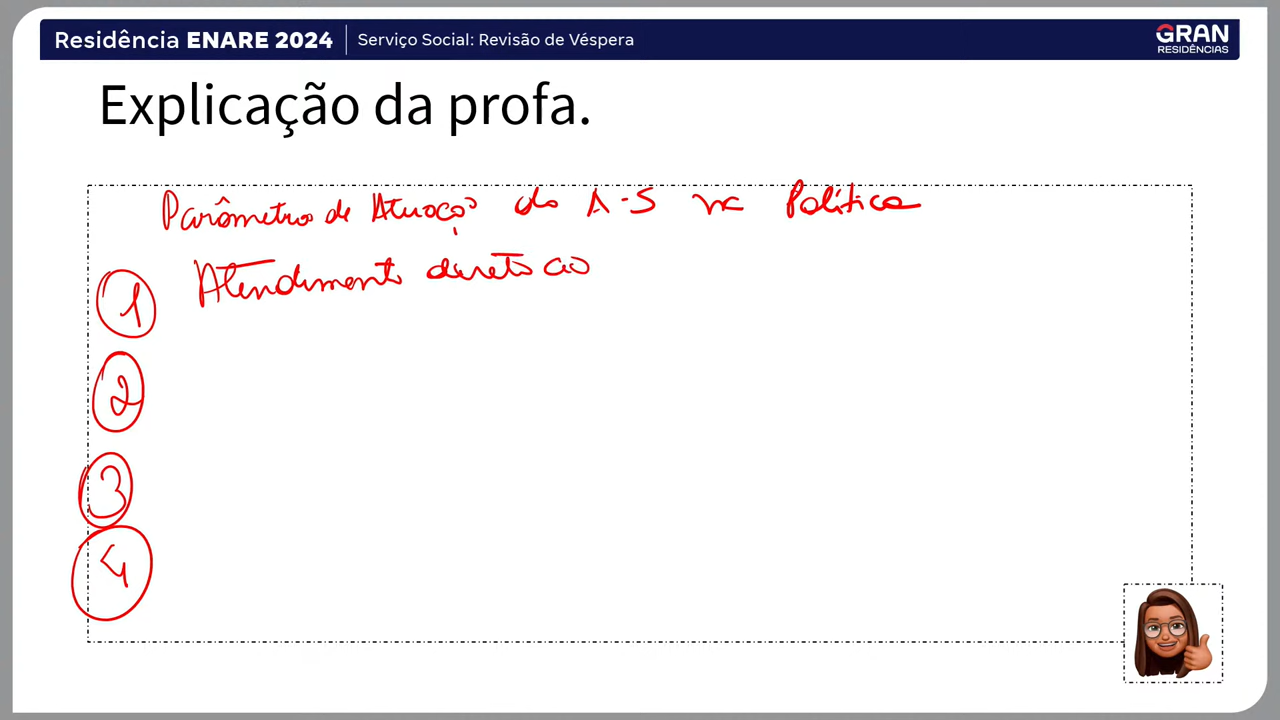 Residência ENARE 2024 | Serviço Social: Revisão de Véspera
GRAN
RESIDÊNCIAS
Explicação da profa.
Parâmetros de Atuação do A.S na Política
1 Atendimento direto ao
2
3
4